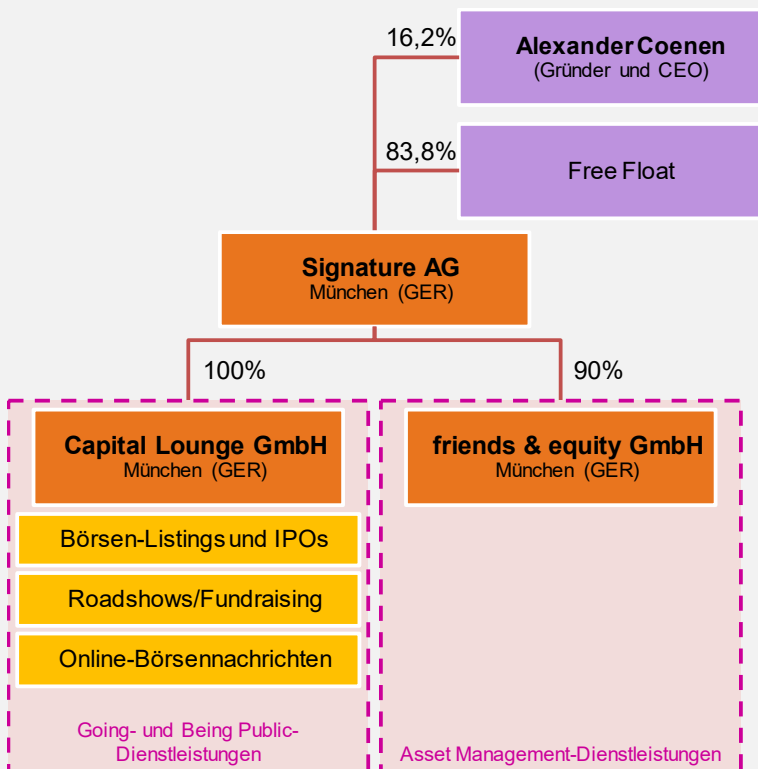 16,2%
Alexander Coenen
(Gründer und CEO)
83,8%
Free Float
Signature AG
München (GER)
100%
90%
Capital Lounge GmbH
München (GER)
friends & equity GmbH
München (GER)
Börsen-Listings und IPOs
Roadshows/Fundraising
Online-Börsennachrichten
Going- und Being Public-
Dienstleistungen
Asset Management-Dienstleistungen